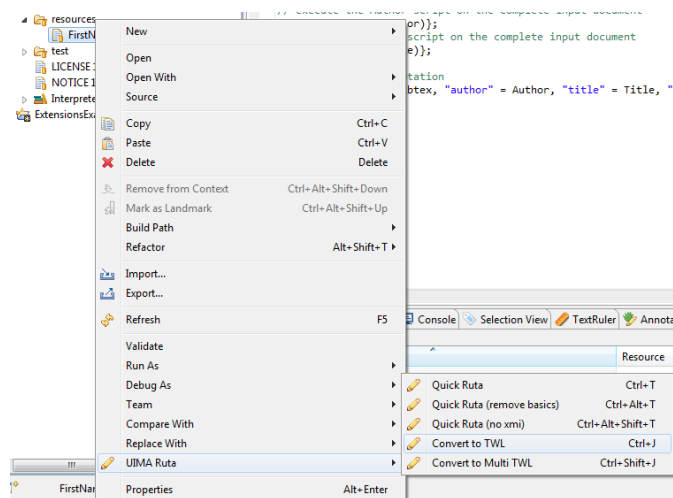 // execute the Author script on the complete input document
resources
New
or)};
FirstN
script on the complete input document
test
e)};
Open
LICENSE
Open With
tation
NOTICE
Source
btex, "author" = Author, "title" = Title, "
Interprete
ExtensionsExa
Copy Ctrl+C
Paste Ctrl+V
Delete Delete
Remove from Context Ctrl+Alt+Shift+Down
Mark as Landmark Ctrl+Alt+Shift+Up
Build Path
Refactor Alt+Shift+T
Import...
Export...
Refresh F5
Console Selection View TextRuler Annota
Validate
Resource
Run As
Debug As
Quick Ruta Ctrl+T
Team
Quick Ruta (remove basics) Ctrl+Alt+T
Compare With
Quick Ruta (no xmi) Ctrl+Alt+Shift+T
Replace With
Convert to TWL Ctrl+J
UIMA Ruta
Convert to Multi TWL Ctrl+Shift+J
FirstNar
Properties Alt+Enter